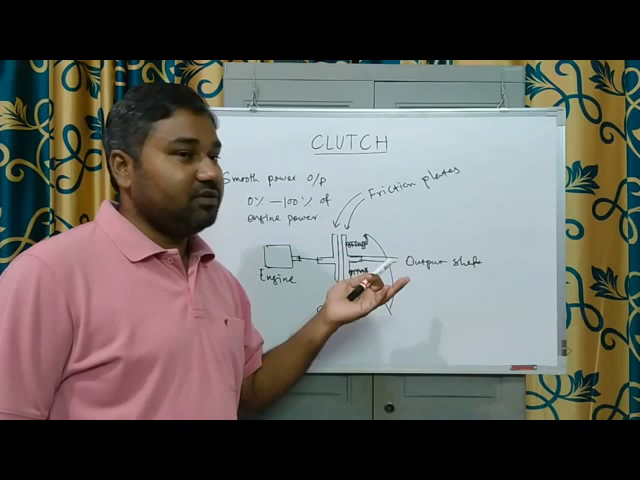 CLUTCH
Smooth power o/p
0% – 100% of
engine power.
Friction plates
Engine
Output shaft